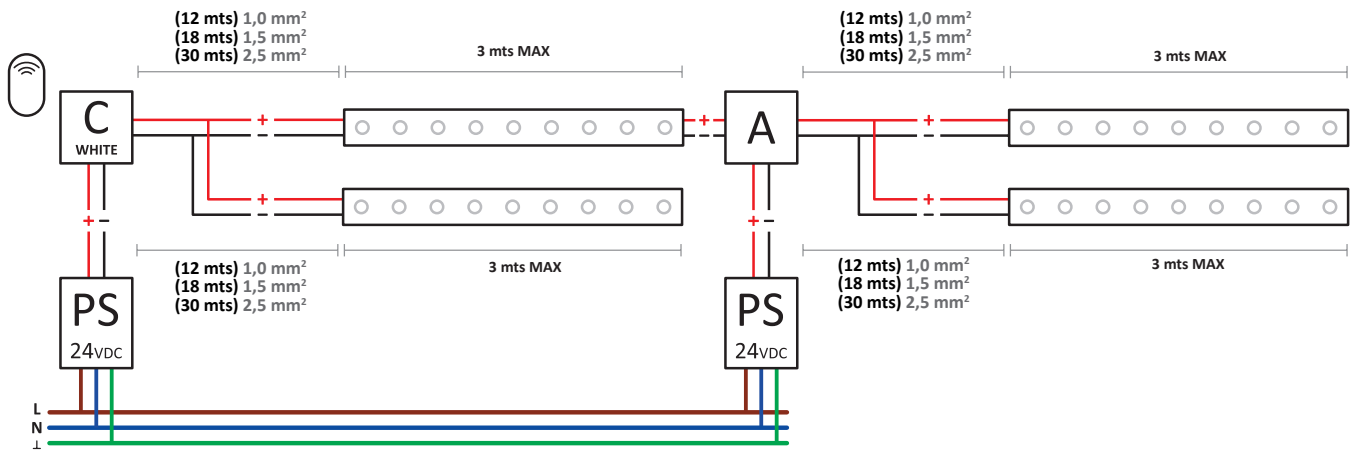 (12 mts) 1,0 mm²
(18 mts) 1,5 mm²
(30 mts) 2,5 mm²
3 mts MAX
(12 mts) 1,0 mm²
(18 mts) 1,5 mm²
(30 mts) 2,5 mm²
3 mts MAX
C
WHITE
+
−
+
−
A
+
−
+
−
+
−
+
−
+
−
(12 mts) 1,0 mm²
(18 mts) 1,5 mm²
(30 mts) 2,5 mm²
3 mts MAX
(12 mts) 1,0 mm²
(18 mts) 1,5 mm²
(30 mts) 2,5 mm²
3 mts MAX
PS
24VDC
PS
24VDC
L
N
⊥